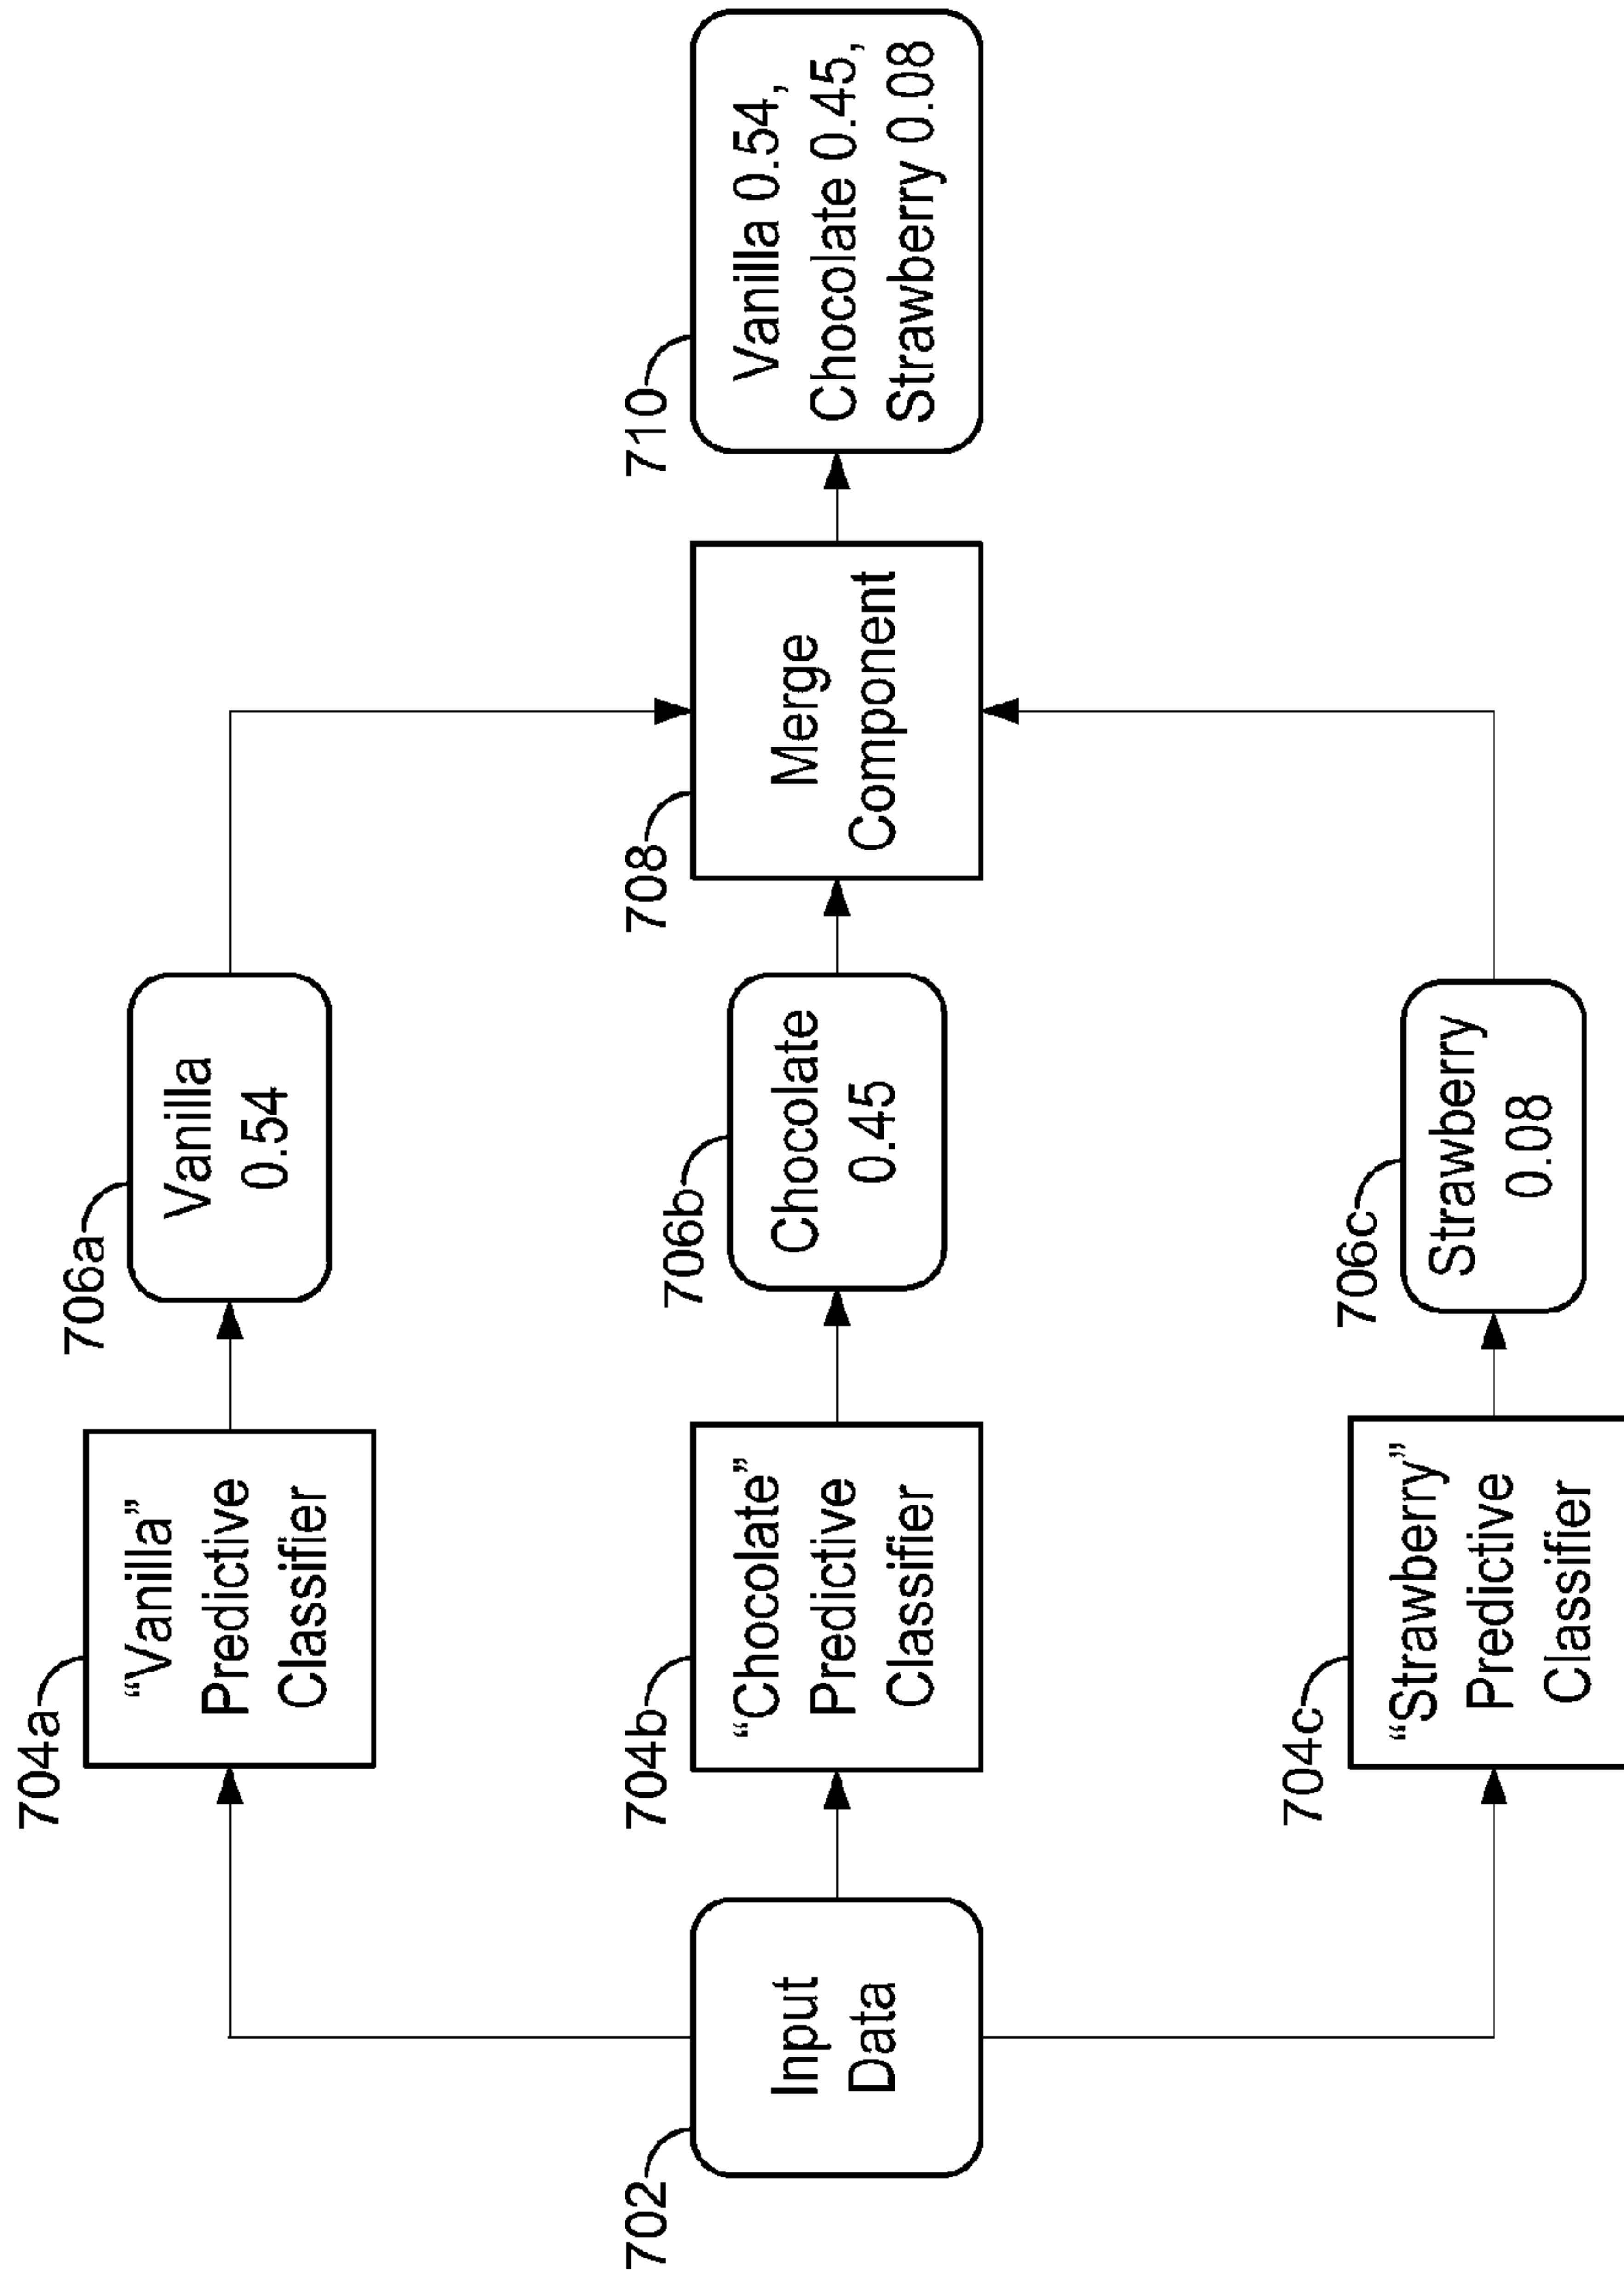 702
Input
Data
704a
“Vanilla”
Predictive
Classifier
704b
“Chocolate”
Predictive
Classifier
704c
“Strawberry”
Predictive
Classifier
706a
Vanilla
0.54
706b
Chocolate
0.45
706c
Strawberry
0.08
708
Merge
Component
710
Vanilla 0.54,
Chocolate 0.45,
Strawberry 0.08